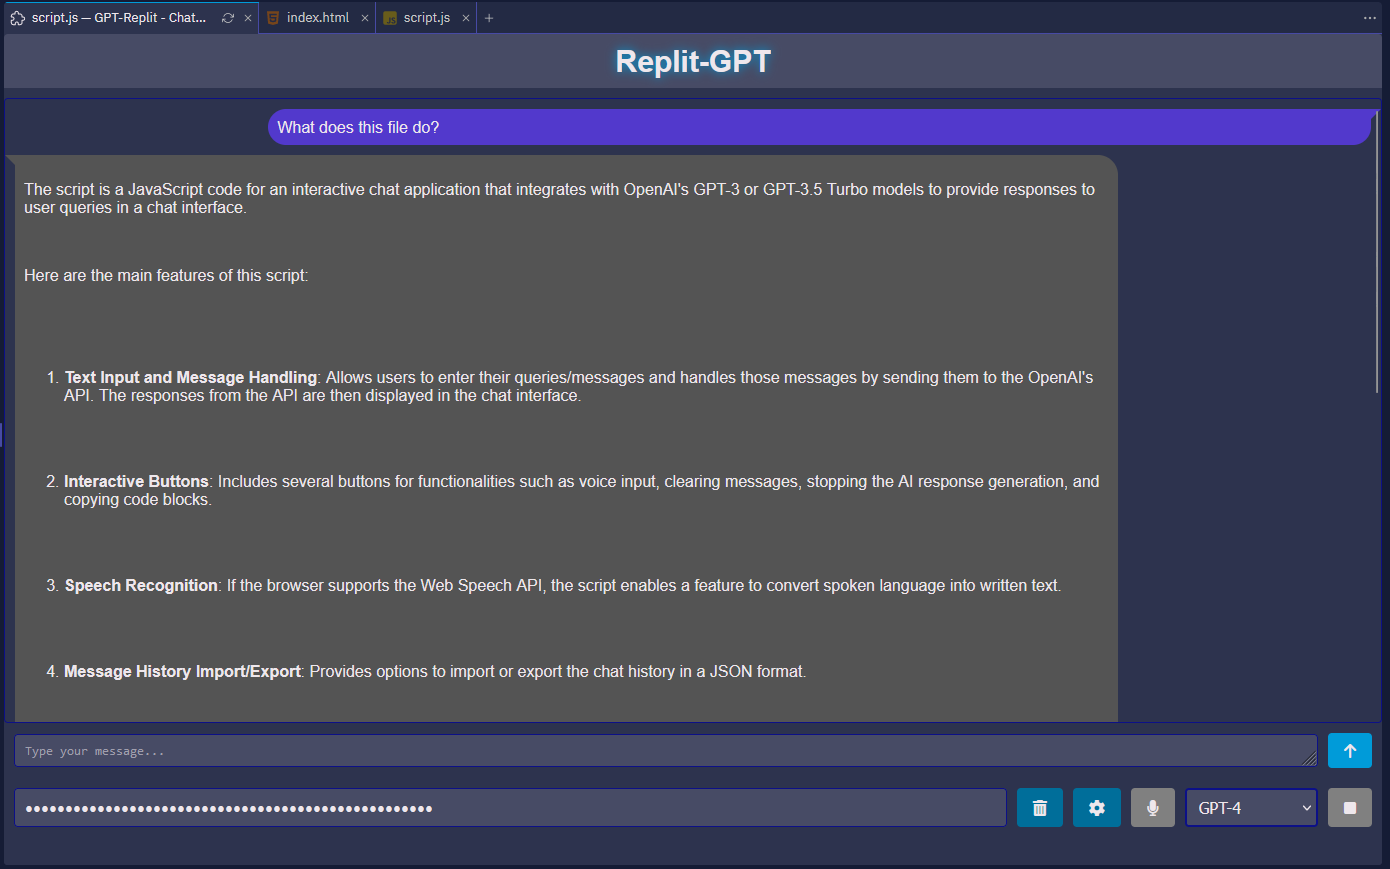 script.js — GPT-Replit - Chat...
index.html
script.js
Replit-GPT
What does this file do?
The script is a JavaScript code for an interactive chat application that integrates with OpenAI's GPT-3 or GPT-3.5 Turbo models to provide responses to
user queries in a chat interface.
Here are the main features of this script:
1. Text Input and Message Handling: Allows users to enter their queries/messages and handles those messages by sending them to the OpenAI's
API. The responses from the API are then displayed in the chat interface.
2. Interactive Buttons: Includes several buttons for functionalities such as voice input, clearing messages, stopping the AI response generation, and
copying code blocks.
3. Speech Recognition: If the browser supports the Web Speech API, the script enables a feature to convert spoken language into written text.
4. Message History Import/Export: Provides options to import or export the chat history in a JSON format.
Type your message...
GPT-4